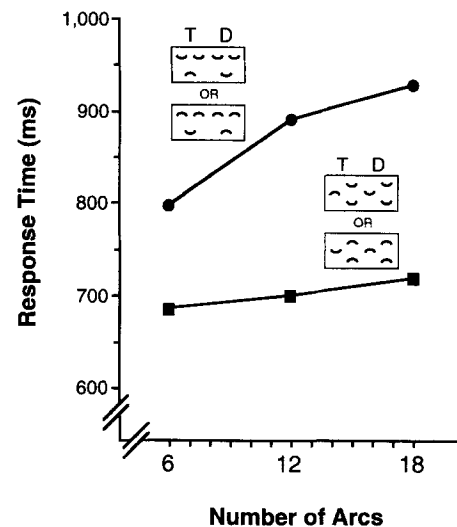 1,000
T D
OR
900
Response Time (ms)
800
T D
OR
700
600
6 12 18
Number of Arcs